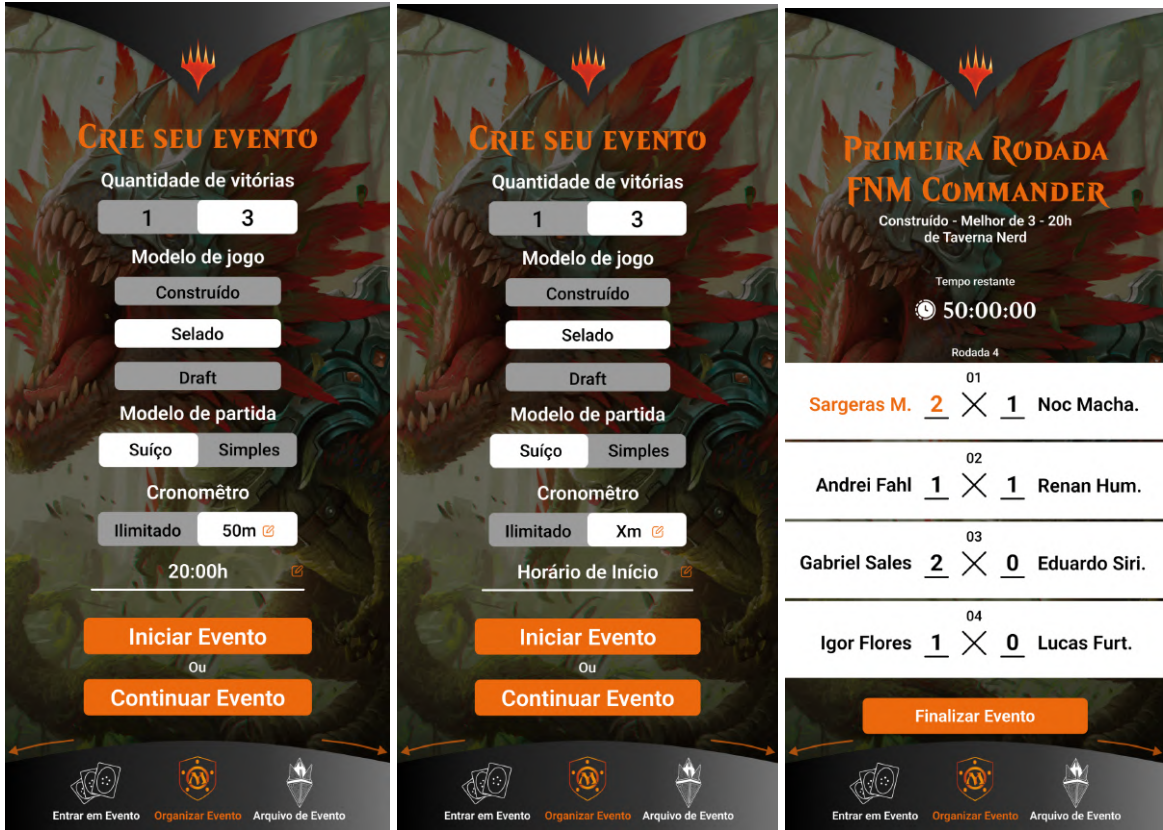 CRIE SEU EVENTO
Quantidade de vitórias
1 3
Modelo de jogo
Construído
Selado
Draft
Modelo de partida
Suíço Simples
Cronomêtro
Ilimitado 50m
20:00h
Iniciar Evento
Ou
Continuar Evento
Entrar em Evento Organizar Evento Arquivo de Evento
CRIE SEU EVENTO
Quantidade de vitórias
1 3
Modelo de jogo
Construído
Selado
Draft
Modelo de partida
Suíço Simples
Cronomêtro
Ilimitado Xm
Horário de Início
Iniciar Evento
Ou
Continuar Evento
Entrar em Evento Organizar Evento Arquivo de Evento
PRIMEIRA RODADA
FNM COMMANDER
Construído - Melhor de 3 - 20h
de Taverna Nerd
Tempo restante
50:00:00
Rodada 4
01
Sargeras M. 2 X 1 Noc Macha.
02
Andrei Fahl 1 X 1 Renan Hum.
03
Gabriel Sales 2 X 0 Eduardo Siri.
04
Igor Flores 1 X 0 Lucas Furt.
Finalizar Evento
Entrar em Evento Organizar Evento Arquivo de Evento